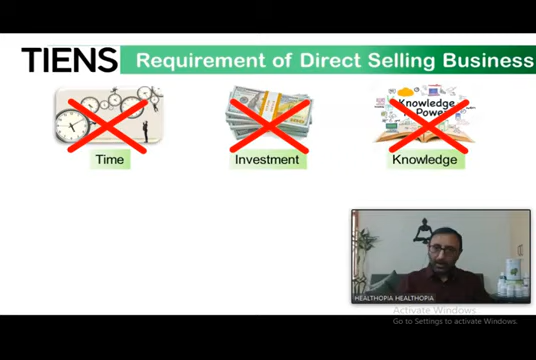 TIENS Requirement of Direct Selling Business
Knowledge
Power
Time Investment Knowledge
HEALTHOPIA HEALTHOPIA
Activate Windows
Go to Settings to activate Windows.